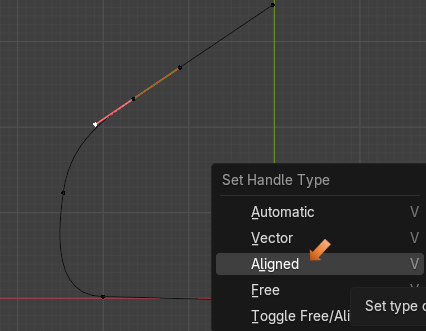 Set Handle Type
Automatic V
Vector V
Aligned V
Free V
Toggle Free/Ali
Set type